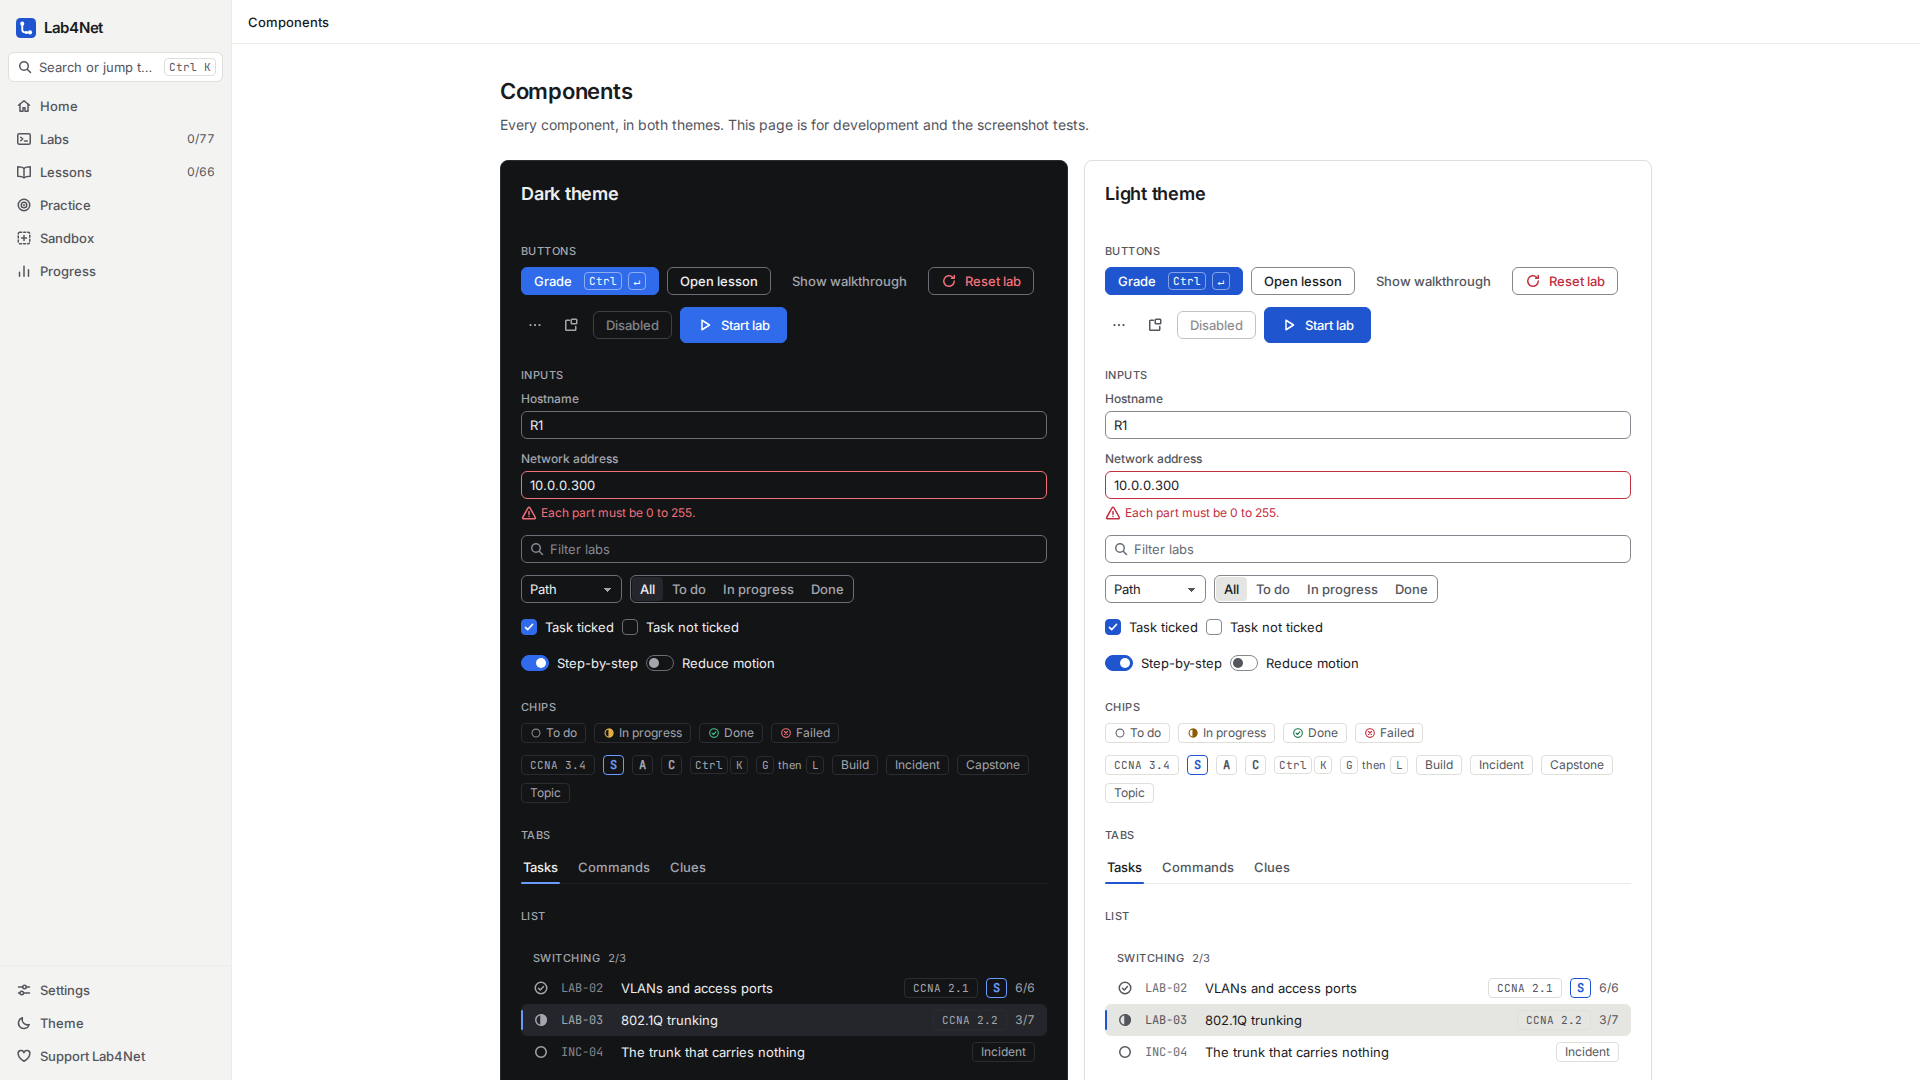 Lab4Net
Search or jump t... Ctrl K
Home
Labs 0/77
Lessons 0/66
Practice
Sandbox
Progress
Settings
Theme
Support Lab4Net
Components
Components
Every component, in both themes. This page is for development and the screenshot tests.
Dark theme
BUTTONS
Grade Ctrl ↵ Open lesson Show walkthrough Reset lab
··· Disabled Start lab
INPUTS
Hostname
R1
Network address
10.0.0.300
Each part must be 0 to 255.
Filter labs
Path All To do In progress Done
Task ticked Task not ticked
Step-by-step Reduce motion
CHIPS
To do In progress Done Failed
CCNA 3.4 S A C Ctrl K G then L Build Incident Capstone
Topic
TABS
Tasks Commands Clues
LIST
SWITCHING 2/3
LAB-02 VLANs and access ports CCNA 2.1 S 6/6
LAB-03 802.1Q trunking CCNA 2.2 3/7
INC-04 The trunk that carries nothing Incident
Light theme
BUTTONS
Grade Ctrl ↵ Open lesson Show walkthrough Reset lab
··· Disabled Start lab
INPUTS
Hostname
R1
Network address
10.0.0.300
Each part must be 0 to 255.
Filter labs
Path All To do In progress Done
Task ticked Task not ticked
Step-by-step Reduce motion
CHIPS
To do In progress Done Failed
CCNA 3.4 S A C Ctrl K G then L Build Incident Capstone
Topic
TABS
Tasks Commands Clues
LIST
SWITCHING 2/3
LAB-02 VLANs and access ports CCNA 2.1 S 6/6
LAB-03 802.1Q trunking CCNA 2.2 3/7
INC-04 The trunk that carries nothing Incident